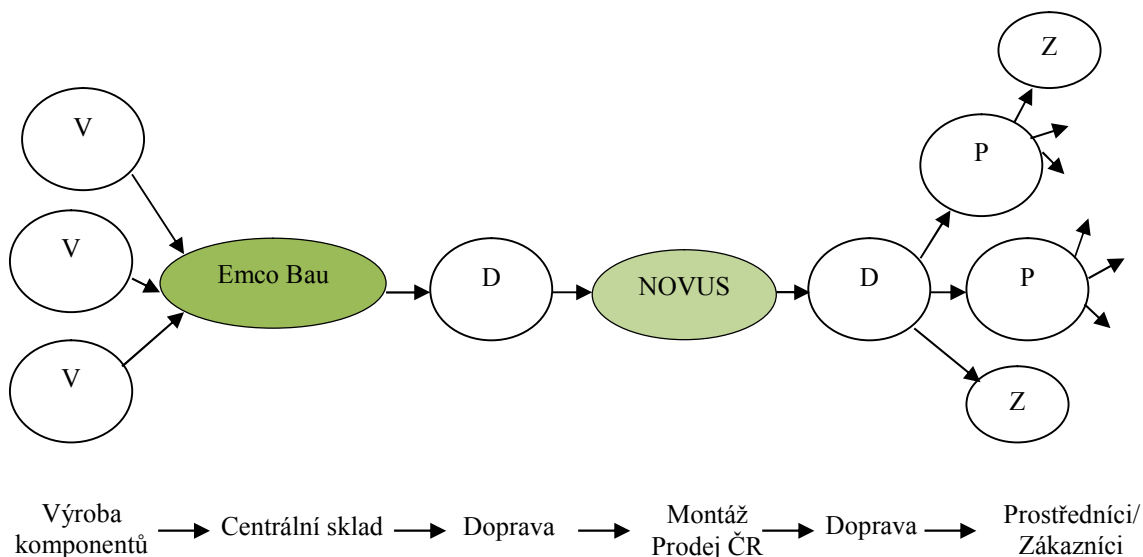 Z
V
P
V
Emco Bau
D
NOVUS
D
P
V
Z
Výroba
komponentů
Centrální sklad
Doprava
Montáž
Prodej ČR
Doprava
Prostředníci/
Zákazníci